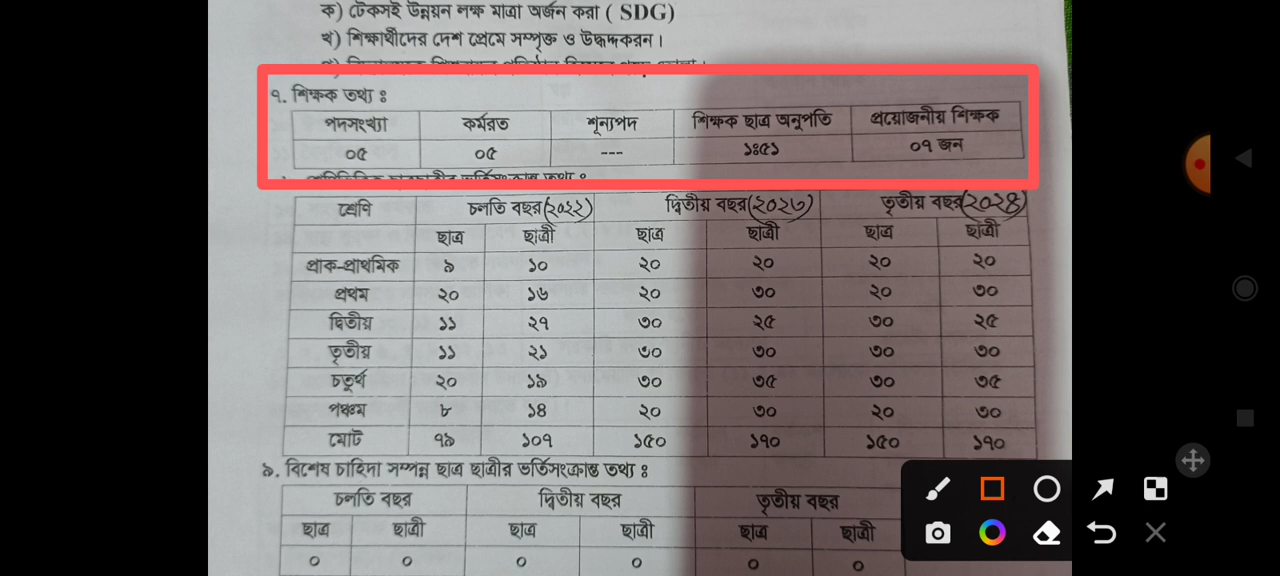 ক) টেকসই উন্নয়ন লক্ষ মাত্রা অর্জন করা ( SDG)
খ) শিক্ষার্থীদের দেশ প্রেমে সম্পৃক্ত ও উদ্ধদ্ধকরন।
৭. শিক্ষক তথ্য ঃ
পদসংখ্যা কর্মরত শূন্যপদ শিক্ষক ছাত্র অনুপতি প্রয়োজনীয় শিক্ষক
০৫ ০৫ --- ১ঃ৫১ ০৭ জন
শ্রেণি চলতি বছর(২০২২) দ্বিতীয় বছর(২০২৩) তৃতীয় বছর(২০২৪)
ছাত্র ছাত্রী ছাত্র ছাত্রী ছাত্র ছাত্রী
প্রাক-প্রাথমিক ৯ ১০ ২০ ২০ ২০ ২০
প্রথম ২০ ১৬ ২০ ৩০ ২০ ৩০
দ্বিতীয় ১১ ২৭ ৩০ ২৫ ৩০ ২৫
তৃতীয় ১১ ২১ ৩০ ৩০ ৩০ ৩০
চতুর্থ ২০ ১৯ ৩০ ৩৫ ৩০ ৩৫
পঞ্চম ৮ ১৪ ২০ ৩০ ২০ ৩০
মোট ৭৯ ১০৭ ১৫০ ১৭০ ১৫০ ১৭০
৯. বিশেষ চাহিদা সম্পন্ন ছাত্র ছাত্রীর ভর্তিসংক্রান্ত তথ্য ঃ
চলতি বছর দ্বিতীয় বছর তৃতীয় বছর
ছাত্র ছাত্রী ছাত্র ছাত্রী ছাত্র ছাত্রী
০ ০ ০ ০ ০ ০